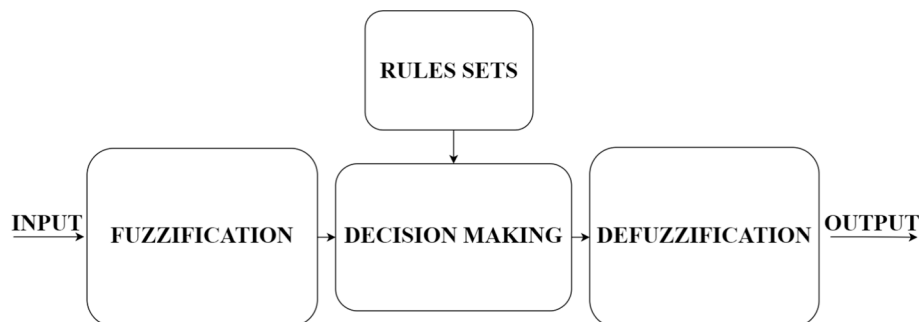 RULES SETS
INPUT
FUZZIFICATION
DECISION MAKING
DEFUZZIFICATION
OUTPUT